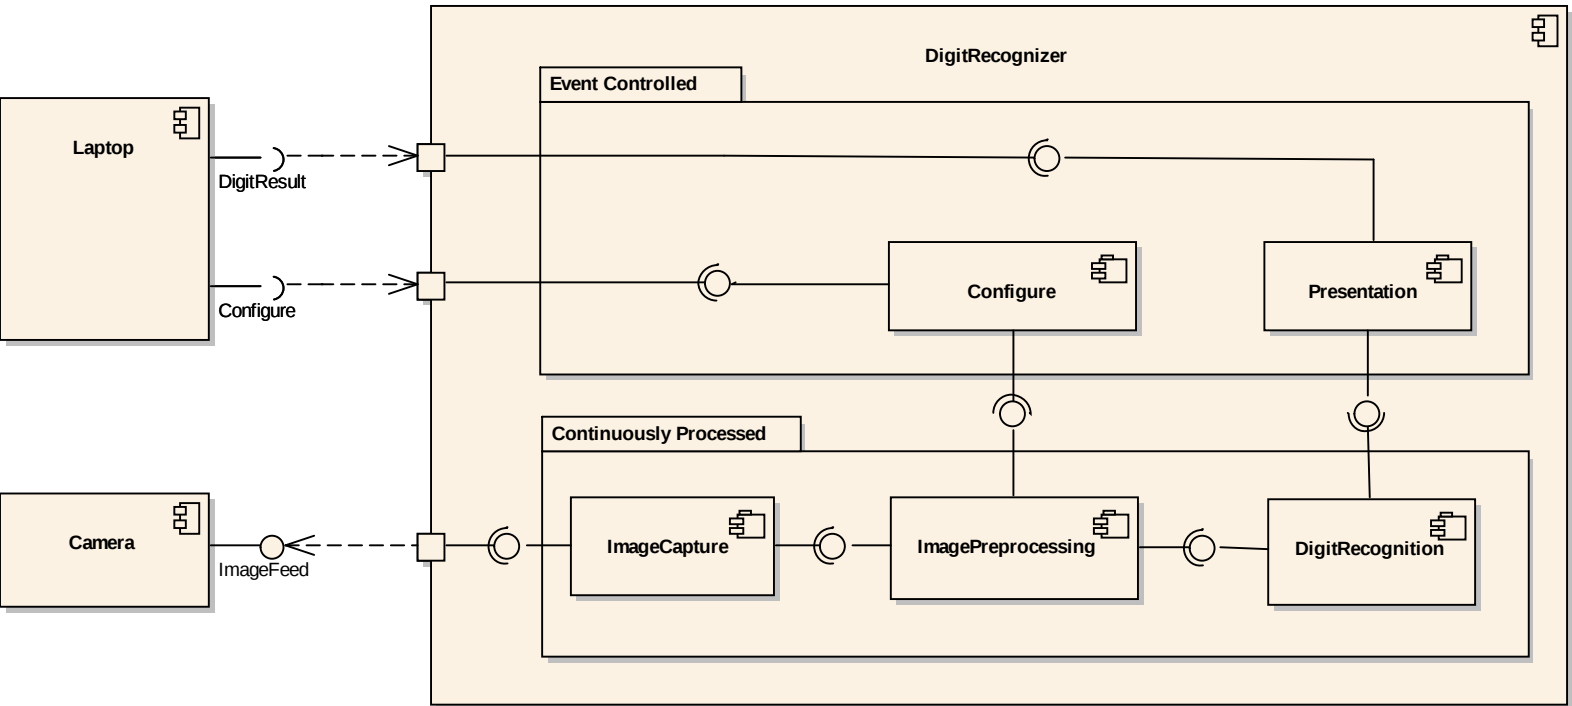 DigitRecognizer
Event Controlled
Laptop
DigitResult
Configure
Configure
Presentation
Continuously Processed
Camera
ImageFeed
ImageCapture
ImagePreprocessing
DigitRecognition